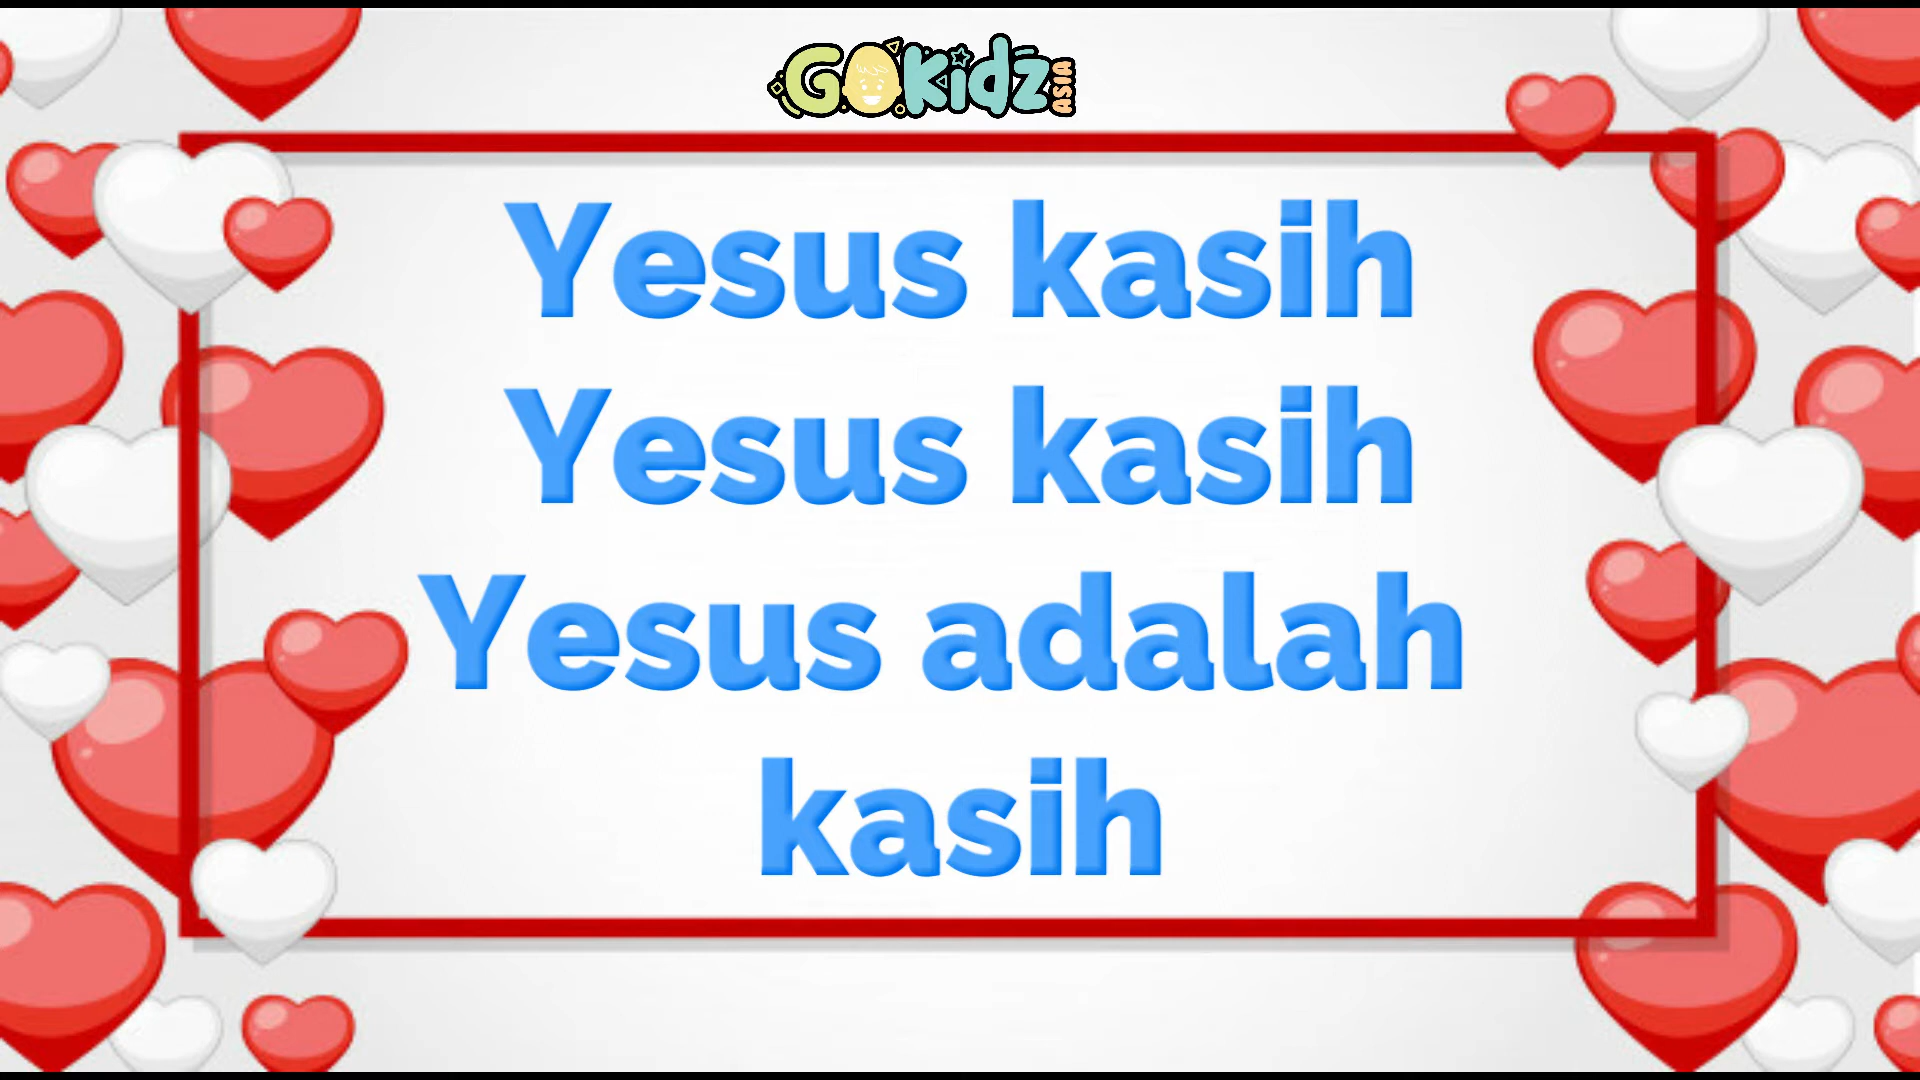 GOKidz ASIA
Yesus kasih
Yesus kasih
Yesus adalah
kasih